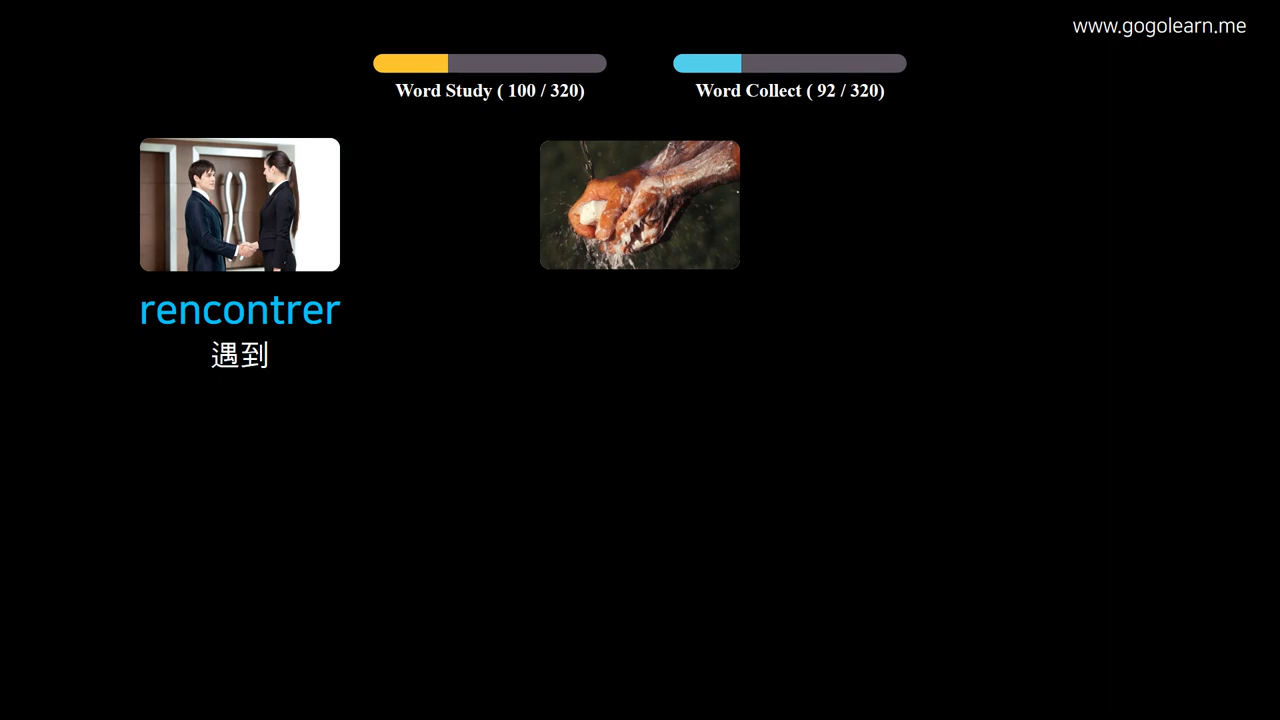 www.gogolearn.me
Word Study ( 100 / 320)
Word Collect ( 92 / 320)
rencontrer
遇到